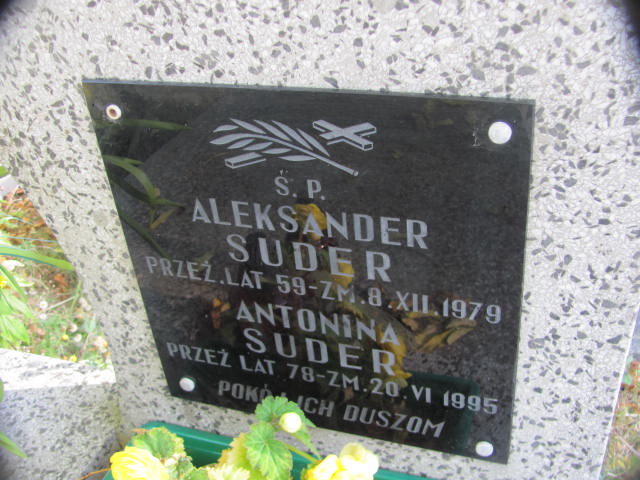 Ś. P.
ALEKSANDER
SUDER
PRZEŻ. LAT 59-ZM. 8. XII. 1979
ANTONINA
SUDER
PRZEŻ LAT 78-ZM. 20. VI 1995
POKÓJ ICH DUSZOM